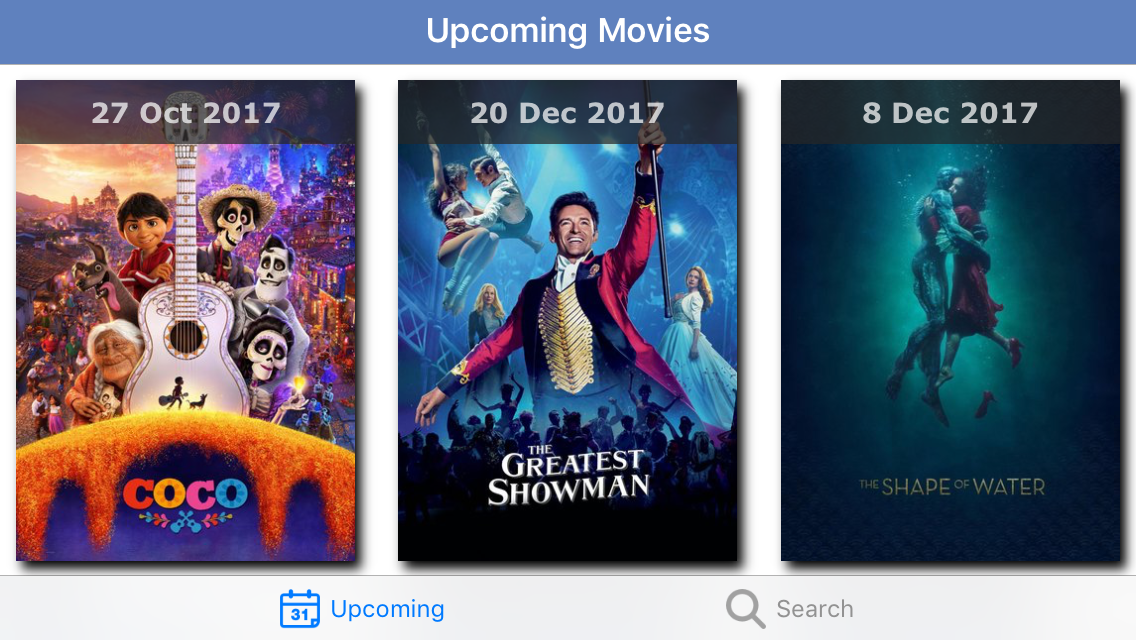 Upcoming Movies
27 Oct 2017
20 Dec 2017
8 Dec 2017
COCO
THE
GREATEST
SHOWMAN
THE SHAPE OF WATER
31
Upcoming
Search